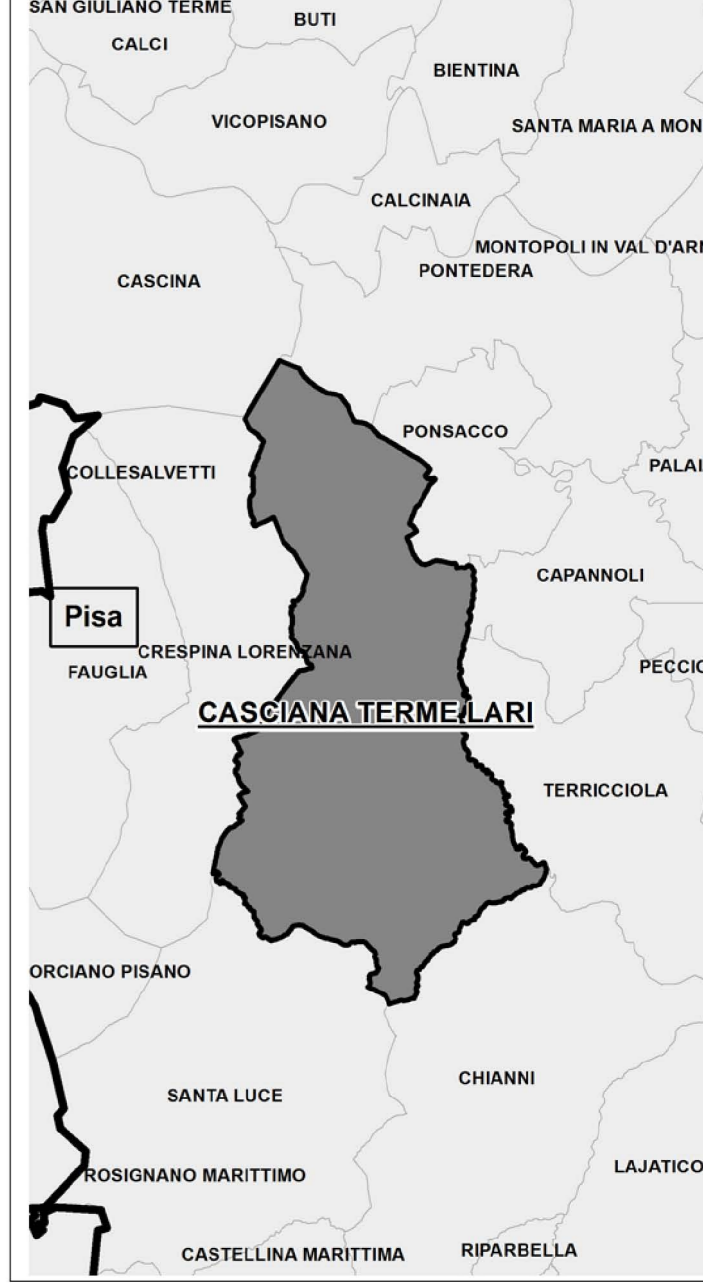 SAN GIULIANO TERME
BUTI
CALCI
BIENTINA
VICOPISANO
SANTA MARIA A MON
CALCINAIA
MONTOPOLI IN VAL D'ARN
PONTEDERA
CASCINA
PONSACCO
PALAI
COLLESALVETTI
CAPANNOLI
Pisa
CRESPINA LORENZANA
PECCIO
FAUGLIA
CASCIANA TERME LARI
TERRICCIOLA
ORCIANO PISANO
CHIANNI
SANTA LUCE
LAJATICO
ROSIGNANO MARITTIMO
CASTELLINA MARITTIMA
RIPARBELLA